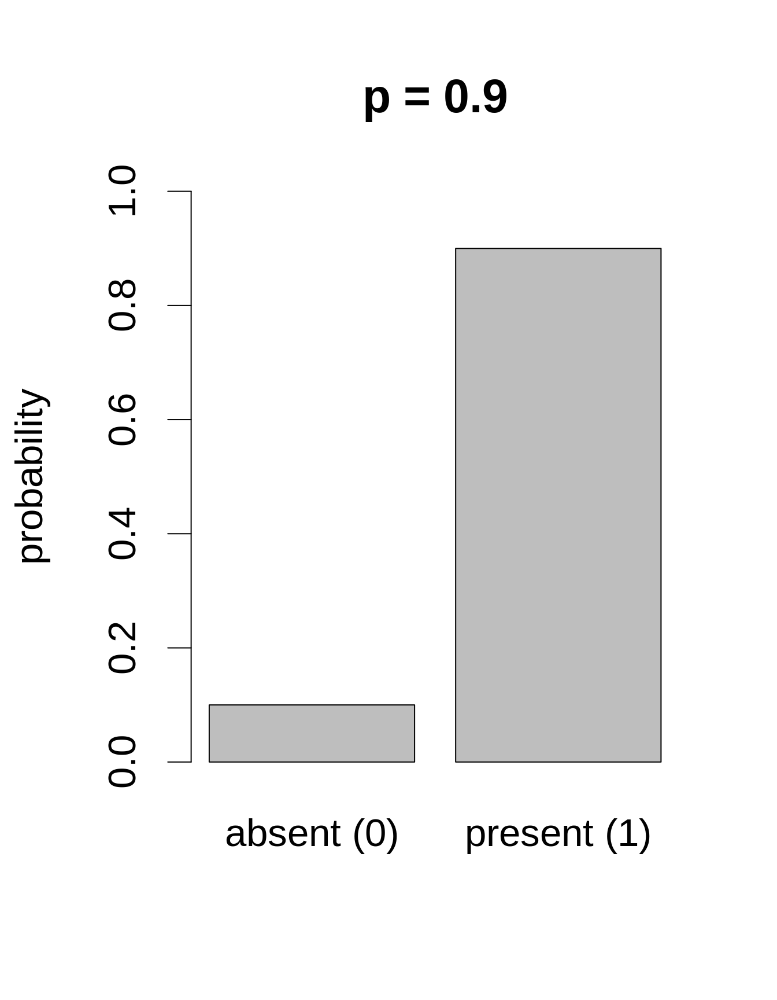 p = 0.9
probability
1.0
0.8
0.6
0.4
0.2
0.0
absent (0)
present (1)